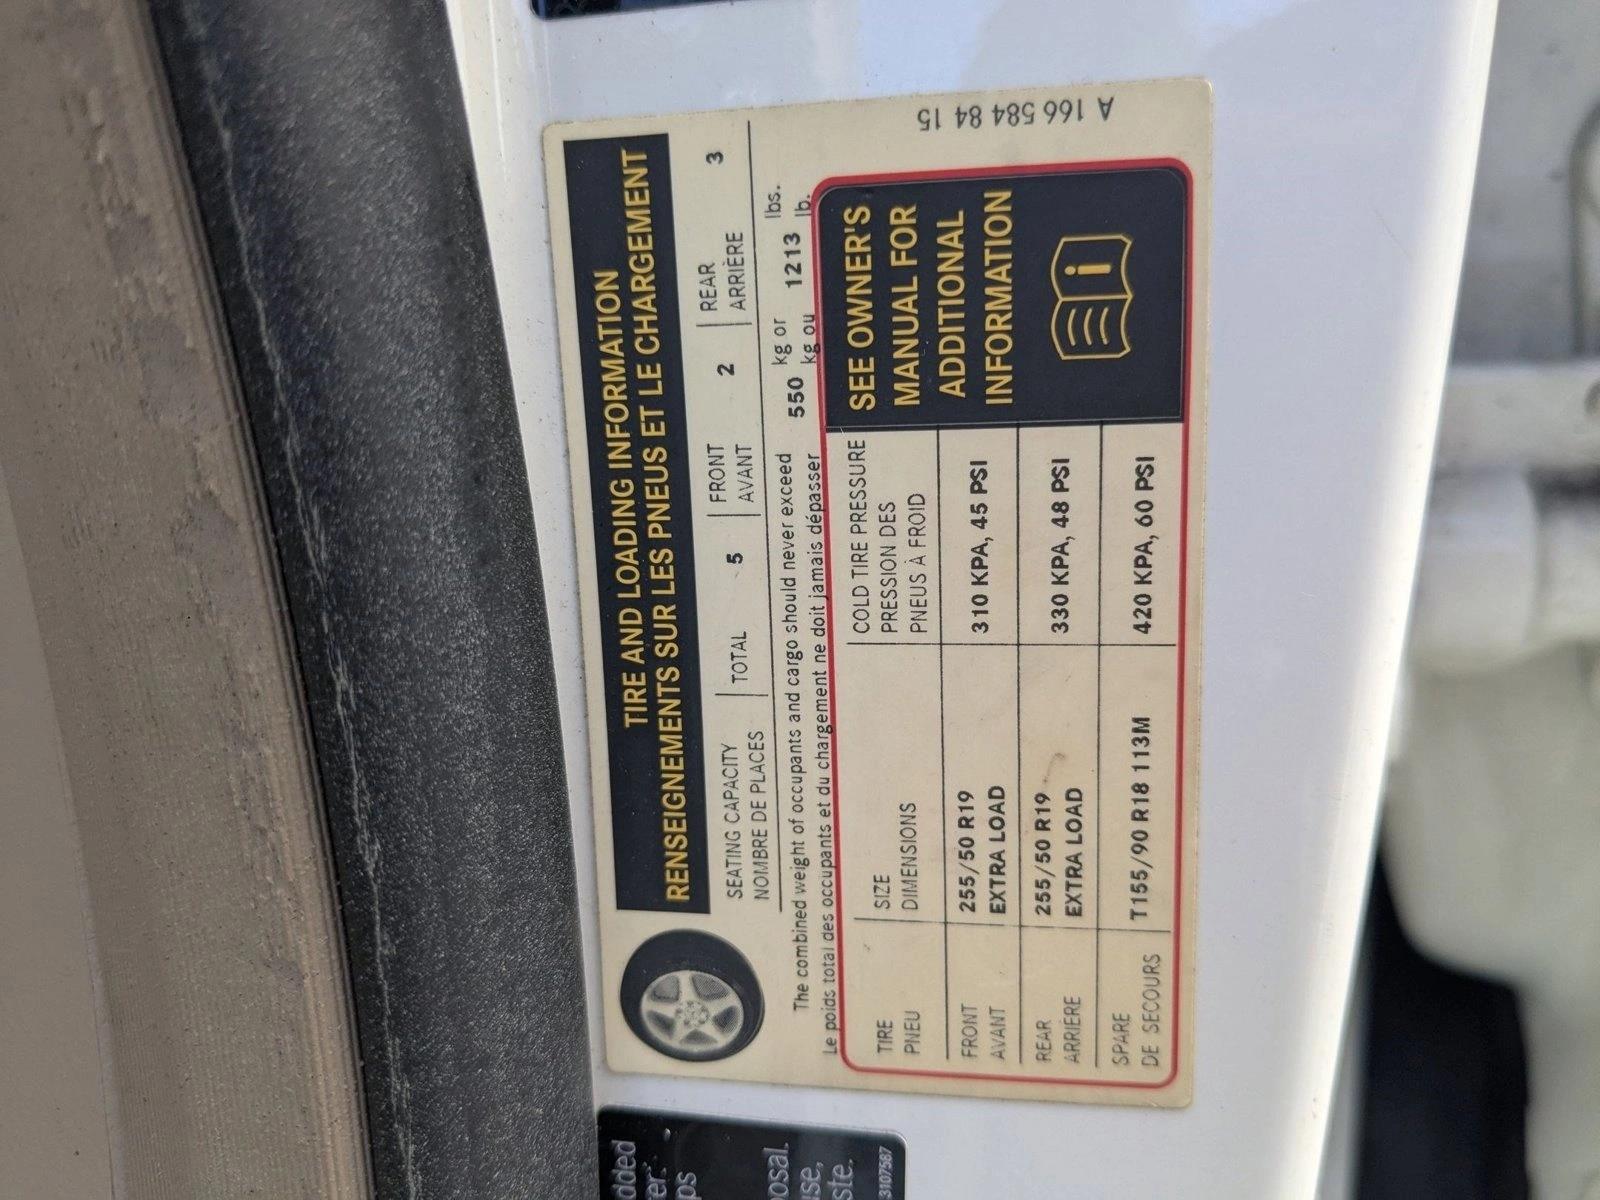 TIRE AND LOADING INFORMATION
RENSEIGNEMENTS SUR LES PNEUS ET LE CHARGEMENT
SEATING CAPACITY
NOMBRE DE PLACES
TOTAL 5
FRONT
AVANT
2
REAR
ARRIÈRE
3
The combined weight of occupants and cargo should never exceed 550 kg or 1213 lbs.
Le poids total des occupants et du chargement ne doit jamais dépasser kg ou lb.
TIRE
PNEU
SIZE
DIMENSIONS
COLD TIRE PRESSURE
PRESSION DES
PNEUS À FROID
FRONT
AVANT
255/50 R19
EXTRA LOAD
310 KPA, 45 PSI
REAR
ARRIERE
255/50 R19
EXTRA LOAD
330 KPA, 48 PSI
SPARE
DE SECOURS
T155/90 R18 113M
420 KPA, 60 PSI
SEE OWNER'S
MANUAL FOR
ADDITIONAL
INFORMATION
A 166 584 84 15
3107587